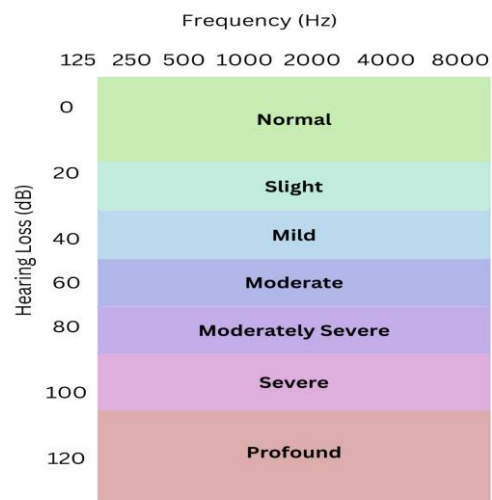 Frequency (Hz)
125 250 500 1000 2000 4000 8000
0
Normal
20
Slight
Hearing Loss (dB)
40
Mild
60
Moderate
80
Moderately Severe
Severe
100
Profound
120